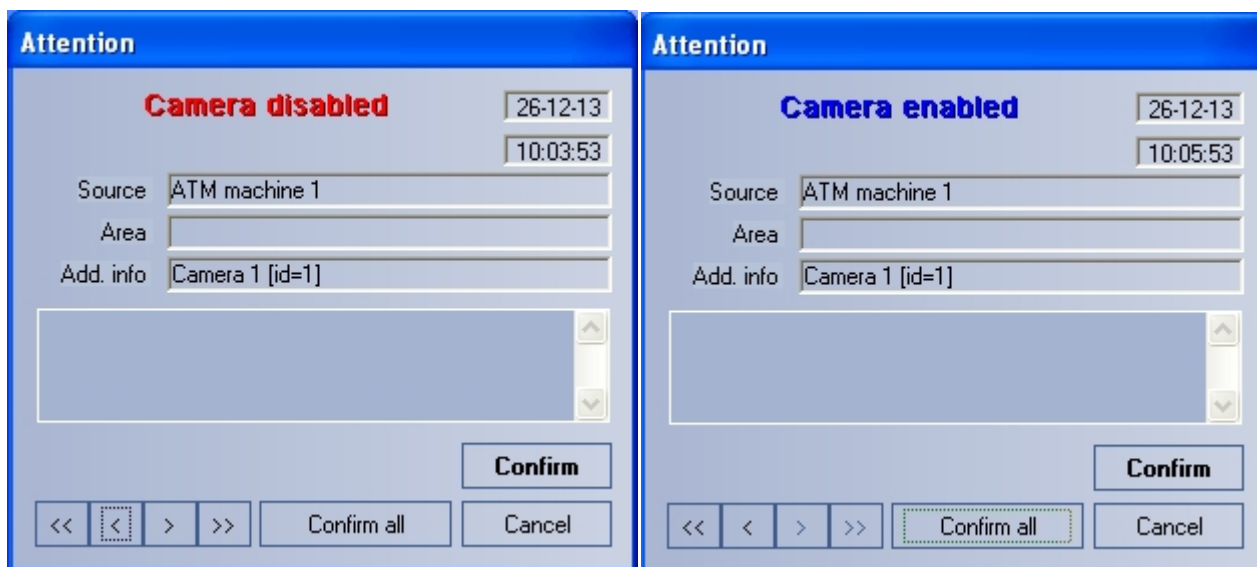 Attention
Camera disabled
26-12-13
10:03:53
Source ATM machine 1
Area
Add. info Camera 1 [id=1]
Confirm
<< < > >> Confirm all Cancel
Attention
Camera enabled
26-12-13
10:05:53
Source ATM machine 1
Area
Add. info Camera 1 [id=1]
Confirm
<< < > >> Confirm all Cancel